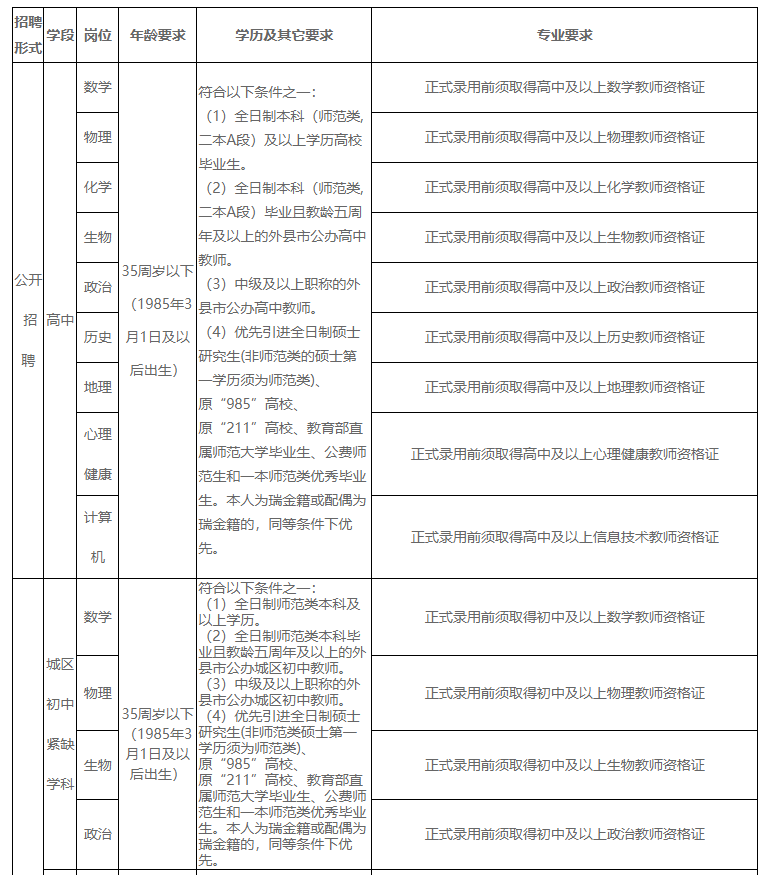 招聘
形式
学段
岗位
年龄要求
学历及其它要求
专业要求
公开
招
聘
高中
数学
物理
化学
生物
政治
历史
地理
心理
健康
计算
机
35周岁以下
（1985年3
月1日及以
后出生）
符合以下条件之一：
（1）全日制本科（师范类,
二本A段）及以上学历高校
毕业生。
（2）全日制本科（师范类,
二本A段）毕业且教龄五周
年及以上的外县市公办高中
教师。
（3）中级及以上职称的外
县市公办高中教师。
（4）优先引进全日制硕士
研究生(非师范类的硕士第
一学历须为师范类)、
原“985”高校、
原“211”高校、教育部直
属师范大学毕业生、公费师
范生和一本师范类优秀毕业
生。本人为瑞金籍或配偶为
瑞金籍的，同等条件下优
先。
正式录用前须取得高中及以上数学教师资格证
正式录用前须取得高中及以上物理教师资格证
正式录用前须取得高中及以上化学教师资格证
正式录用前须取得高中及以上生物教师资格证
正式录用前须取得高中及以上政治教师资格证
正式录用前须取得高中及以上历史教师资格证
正式录用前须取得高中及以上地理教师资格证
正式录用前须取得高中及以上心理健康教师资格证
正式录用前须取得高中及以上信息技术教师资格证
城区
初中
紧缺
学科
数学
物理
生物
政治
35周岁以下
（1985年3
月1日及以
后出生）
符合以下条件之一：
（1）全日制师范类本科及
以上学历。
（2）全日制师范类本科毕
业且教龄五周年及以上的外
县市公办城区初中教师。
（3）中级及以上职称的外
县市公办城区初中教师。
（4）优先引进全日制硕士
研究生(非师范类硕士第一
学历须为师范类)、
原“985”高校、
原“211”高校、教育部直
属师范大学毕业生、公费师
范生和一本师范类优秀毕业
生。本人为瑞金籍或配偶为
瑞金籍的，同等条件下优
先。
正式录用前须取得初中及以上数学教师资格证
正式录用前须取得初中及以上物理教师资格证
正式录用前须取得初中及以上生物教师资格证
正式录用前须取得初中及以上政治教师资格证